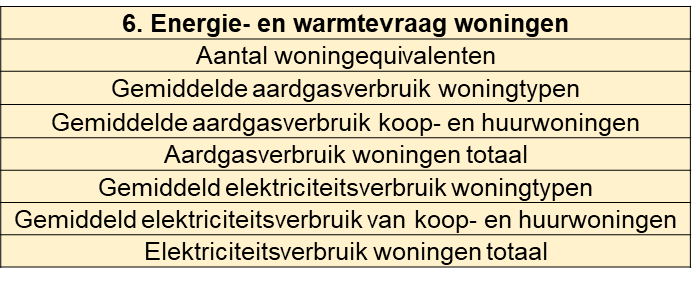 6. Energie- en warmtevraag woningen
Aantal woningequivalenten
Gemiddelde aardgasverbruik woningtypen
Gemiddelde aardgasverbruik koop- en huurwoningen
Aardgasverbruik woningen totaal
Gemiddeld elektriciteitsverbruik woningtypen
Gemiddeld elektriciteitsverbruik van koop- en huurwoningen
Elektriciteitsverbruik woningen totaal